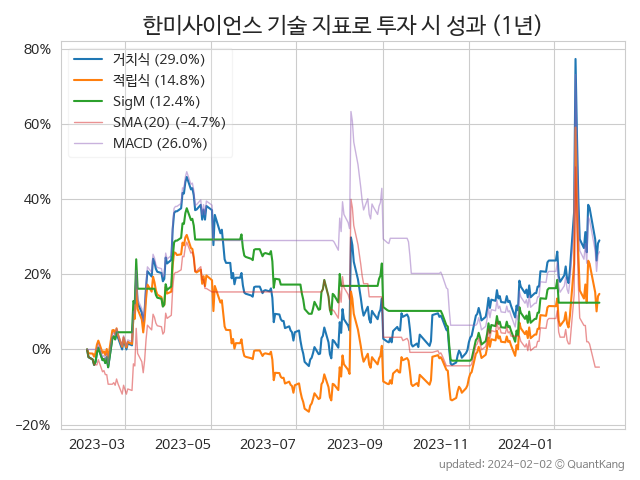 한미사이언스 기술 지표로 투자 시 성과 (1년)
거치식 (29.0%)
적립식 (14.8%)
SigM (12.4%)
SMA(20) (−4.7%)
MACD (26.0%)
80%
60%
40%
20%
0%
−20%
2023-03
2023-05
2023-07
2023-09
2023-11
2024-01
updated: 2024-02-02 © QuantKang